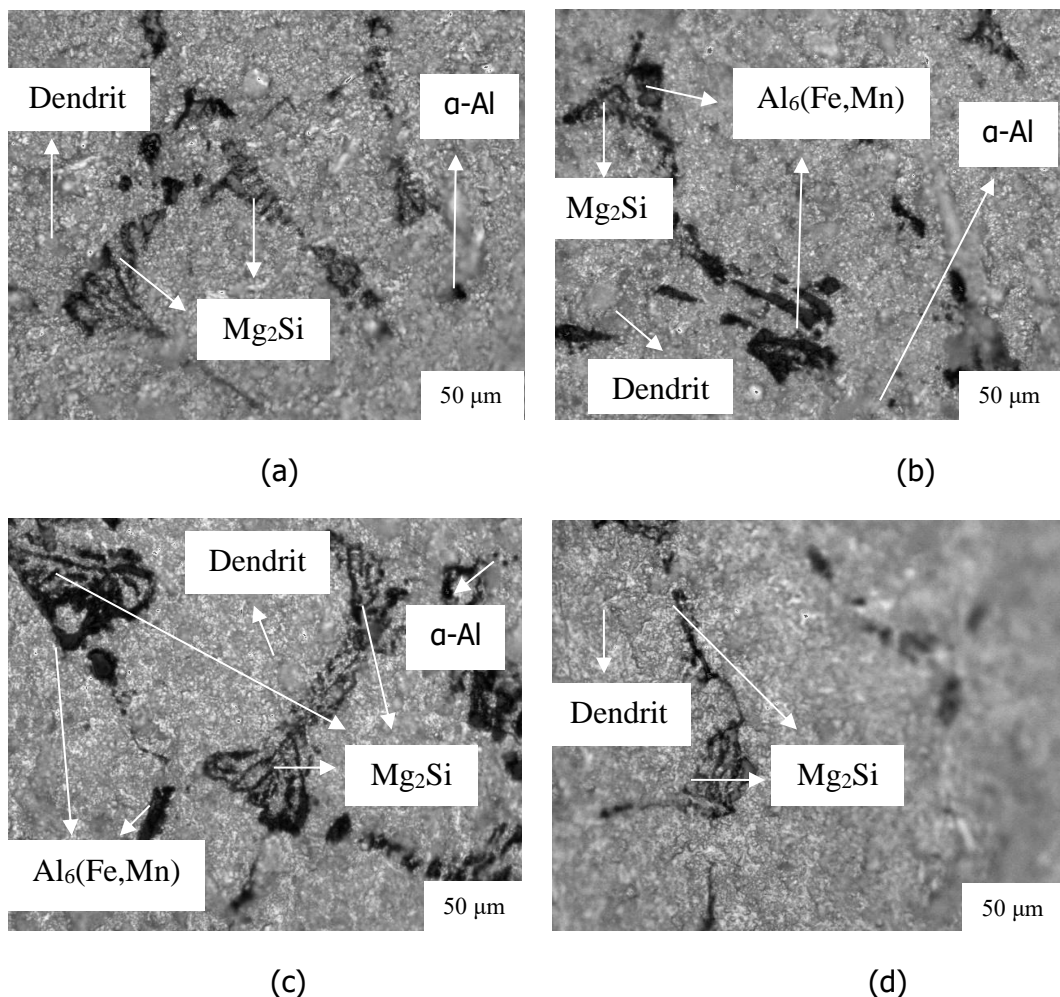 Dendrit
α-Al
Mg₂Si
50 μm
(a)
Al₆(Fe,Mn)
α-Al
Mg₂Si
Dendrit
50 μm
(b)
Dendrit
α-Al
Mg₂Si
Al₆(Fe,Mn)
50 μm
(c)
Dendrit
Mg₂Si
50 μm
(d)